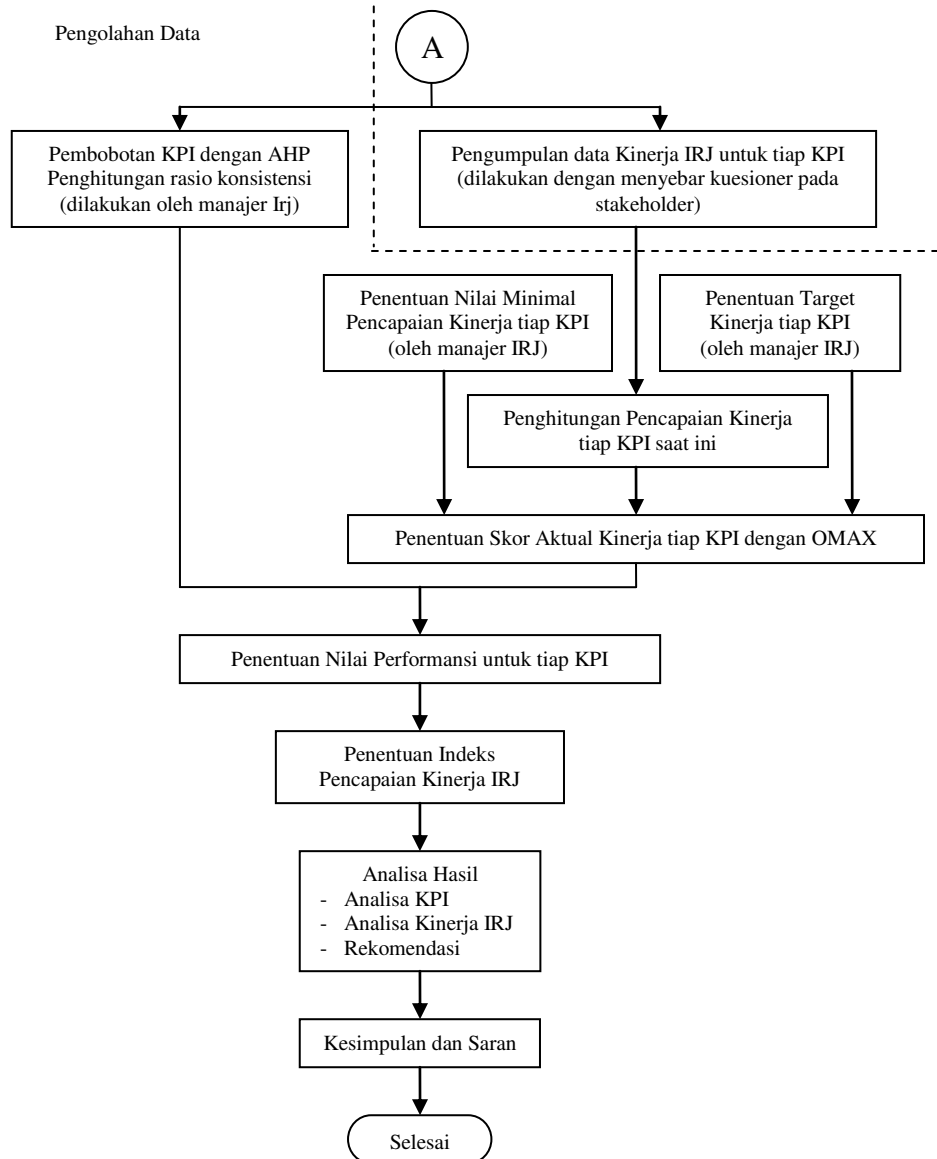 Pengolahan Data
A
Pembobotan KPI dengan AHP
Penghitungan rasio konsistensi
(dilakukan oleh manajer Irj)
Pengumpulan data Kinerja IRJ untuk tiap KPI
(dilakukan dengan menyebar kuesioner pada
stakeholder)
Penentuan Nilai Minimal
Pencapaian Kinerja tiap KPI
(oleh manajer IRJ)
Penentuan Target
Kinerja tiap KPI
(oleh manajer IRJ)
Penghitungan Pencapaian Kinerja
tiap KPI saat ini
Penentuan Skor Aktual Kinerja tiap KPI dengan OMAX
Penentuan Nilai Performansi untuk tiap KPI
Penentuan Indeks
Pencapaian Kinerja IRJ
Analisa Hasil
- Analisa KPI
- Analisa Kinerja IRJ
- Rekomendasi
Kesimpulan dan Saran
Selesai